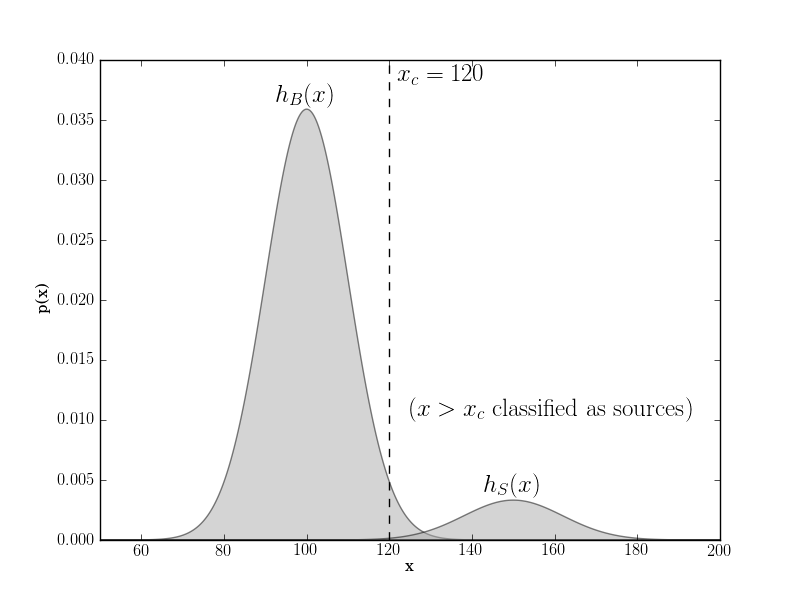 0.040
0.035
0.030
0.025
0.020
0.015
0.010
0.005
0.000
p(x)
x_c = 120
h_B(x)
(x > x_c classified as sources)
h_S(x)
60 80 100 120 140 160 180 200
x